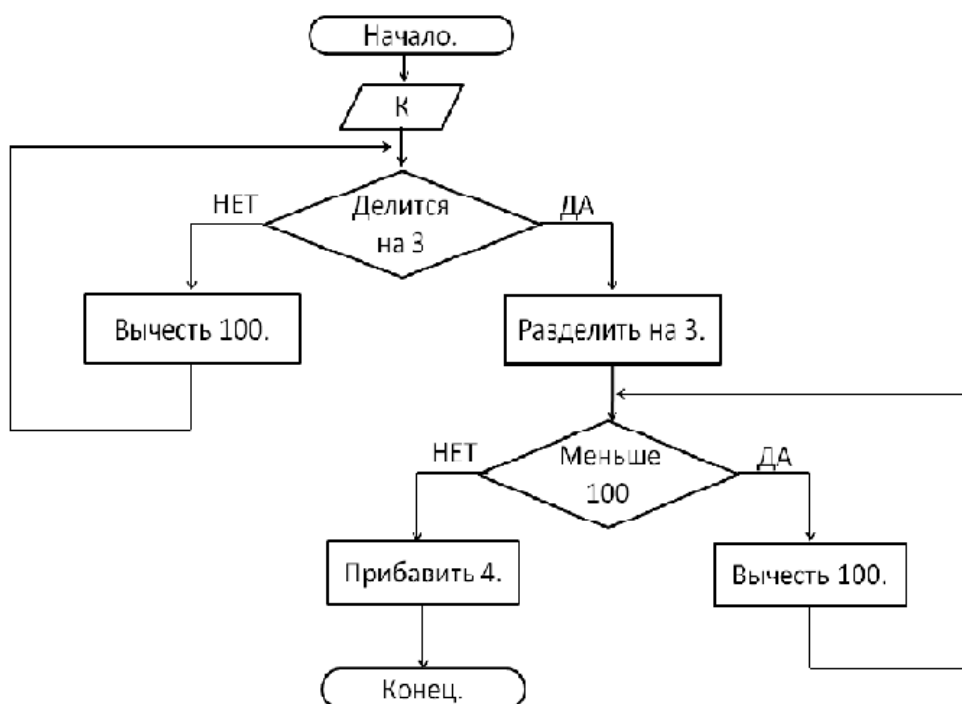 Начало.
К
НЕТ
Делится
на 3
ДА
Вычесть 100.
Разделить на 3.
НЕТ
Меньше
100
ДА
Прибавить 4.
Вычесть 100.
Конец.